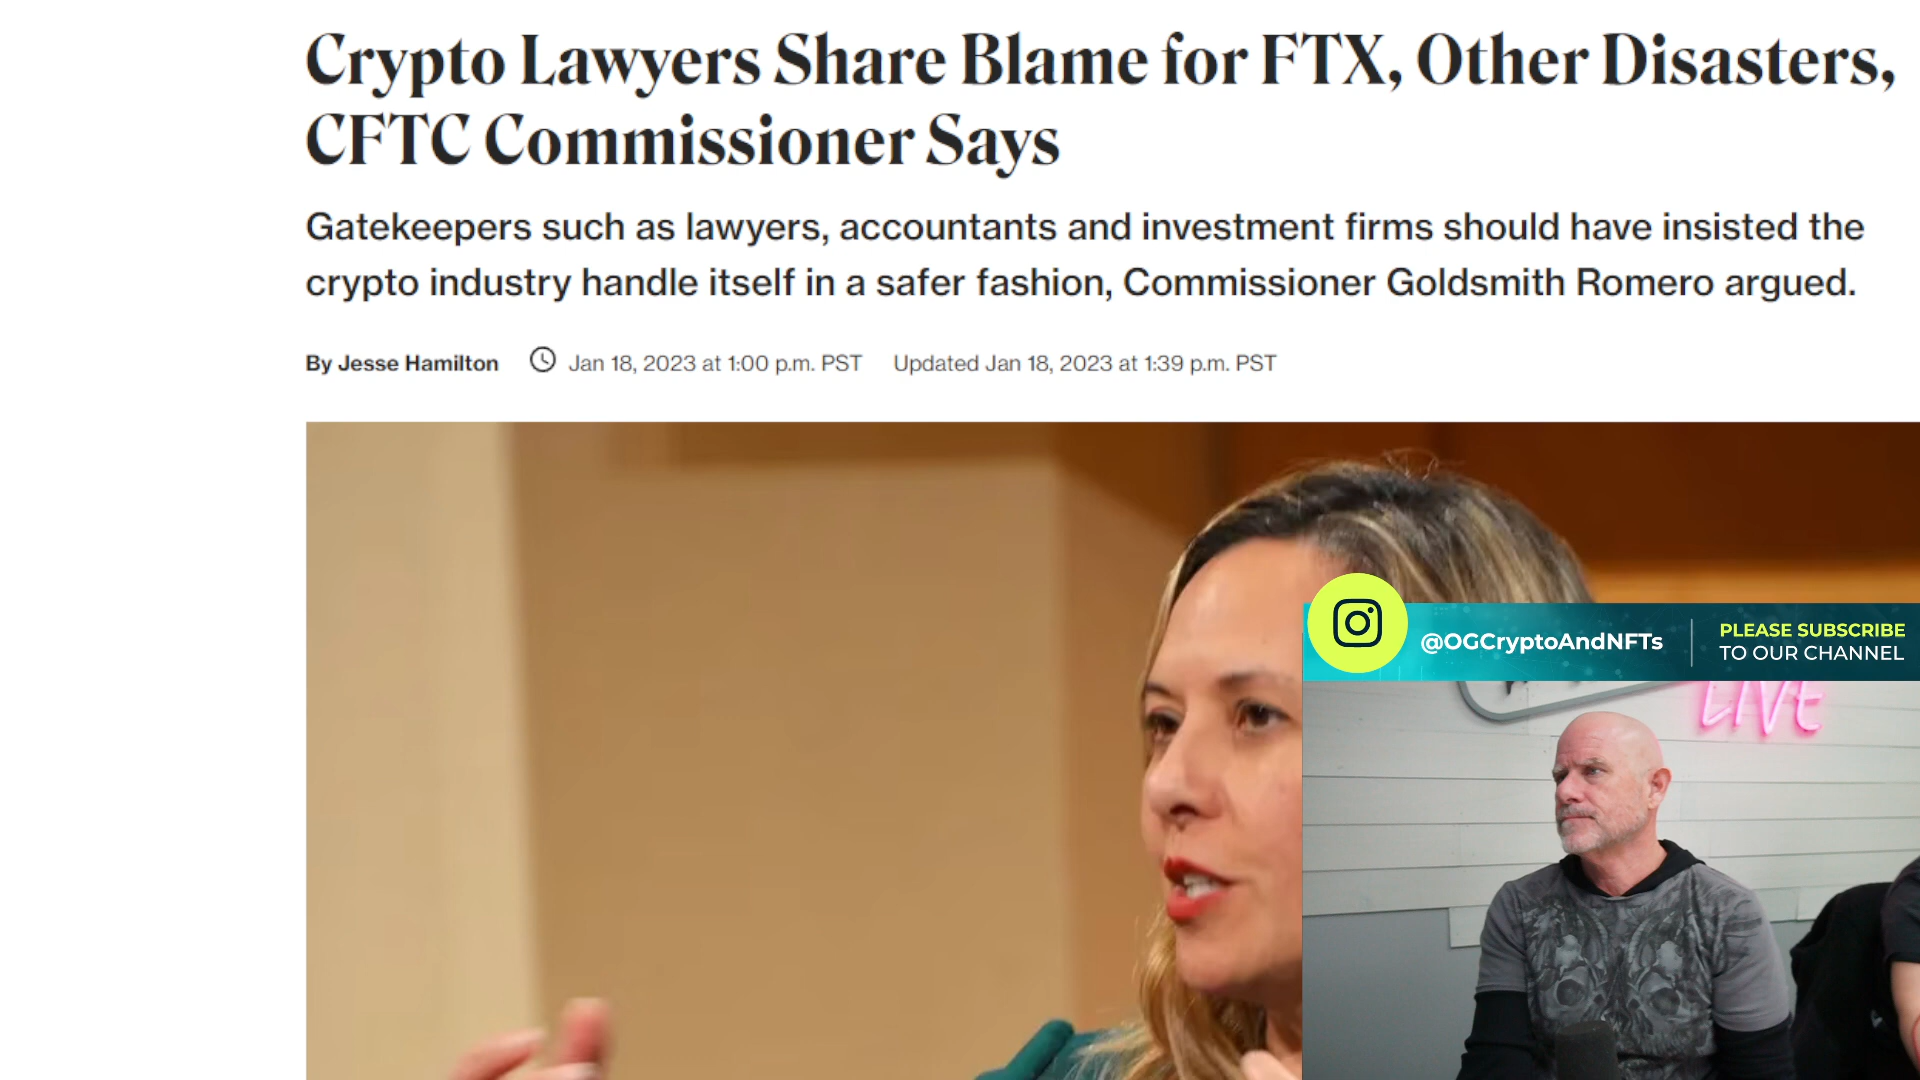 Crypto Lawyers Share Blame for FTX, Other Disasters,
CFTC Commissioner Says
Gatekeepers such as lawyers, accountants and investment firms should have insisted the
crypto industry handle itself in a safer fashion, Commissioner Goldsmith Romero argued.
By Jesse Hamilton Jan 18, 2023 at 1:00 p.m. PST Updated Jan 18, 2023 at 1:39 p.m. PST
@OGCryptoAndNFTs
PLEASE SUBSCRIBE
TO OUR CHANNEL
LIVE